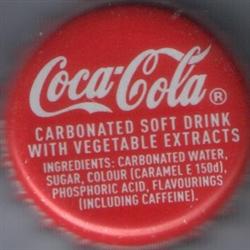 Coca-Cola®
CARBONATED SOFT DRINK
WITH VEGETABLE EXTRACTS
INGREDIENTS: CARBONATED WATER,
SUGAR, COLOUR (CARAMEL E 150d),
PHOSPHORIC ACID, FLAVOURINGS
(INCLUDING CAFFEINE).